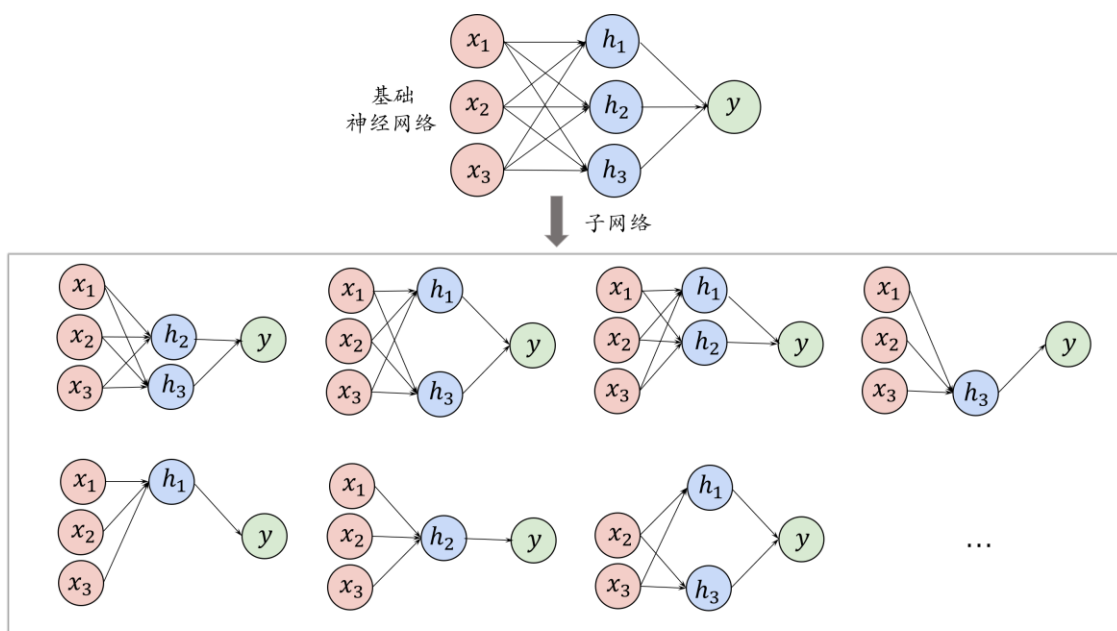 x₁ h₁
基础
神经网络
x₂ h₂ y
x₃ h₃
子网络
x₁
x₂ h₂ y
x₃ h₃
x₁ h₁
x₂ y
x₃ h₃
x₁ h₁
x₂ h₂ y
x₃
x₁
x₂ y
x₃ h₃
x₁ h₁
x₂ y
x₃
x₁
x₂ h₂ y
x₃
h₁
x₂ y
x₃ h₃
…